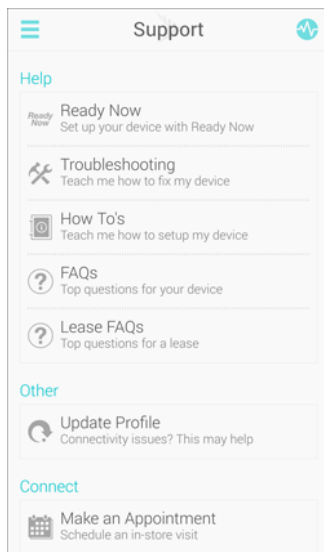 Support
Help
Ready Now
Ready Now
Set up your device with Ready Now
Troubleshooting
Teach me how to fix my device
How To's
Teach me how to setup my device
FAQs
Top questions for your device
Lease FAQs
Top questions for a lease
Other
Update Profile
Connectivity issues? This may help
Connect
Make an Appointment
Schedule an in-store visit